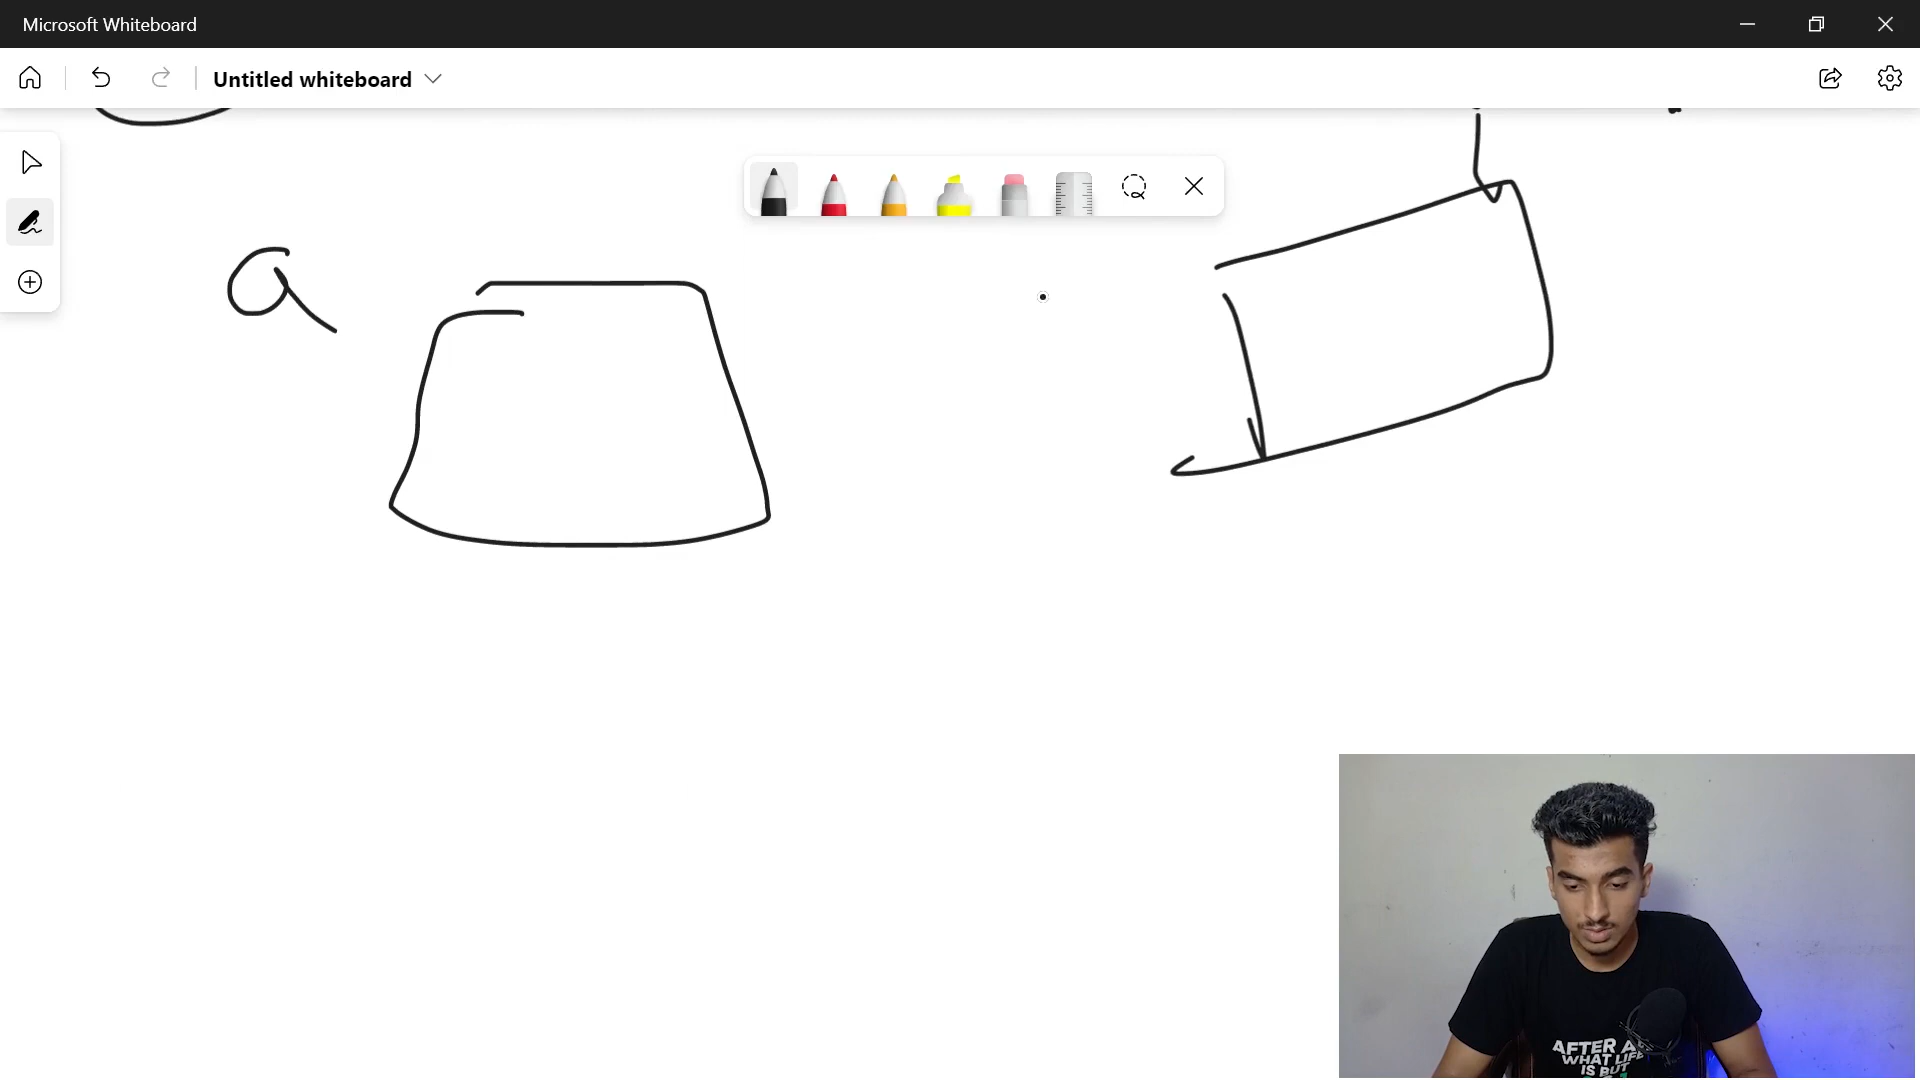 Microsoft Whiteboard
Untitled whiteboard
a
AFTER A
WHAT LIFE
IS BUT